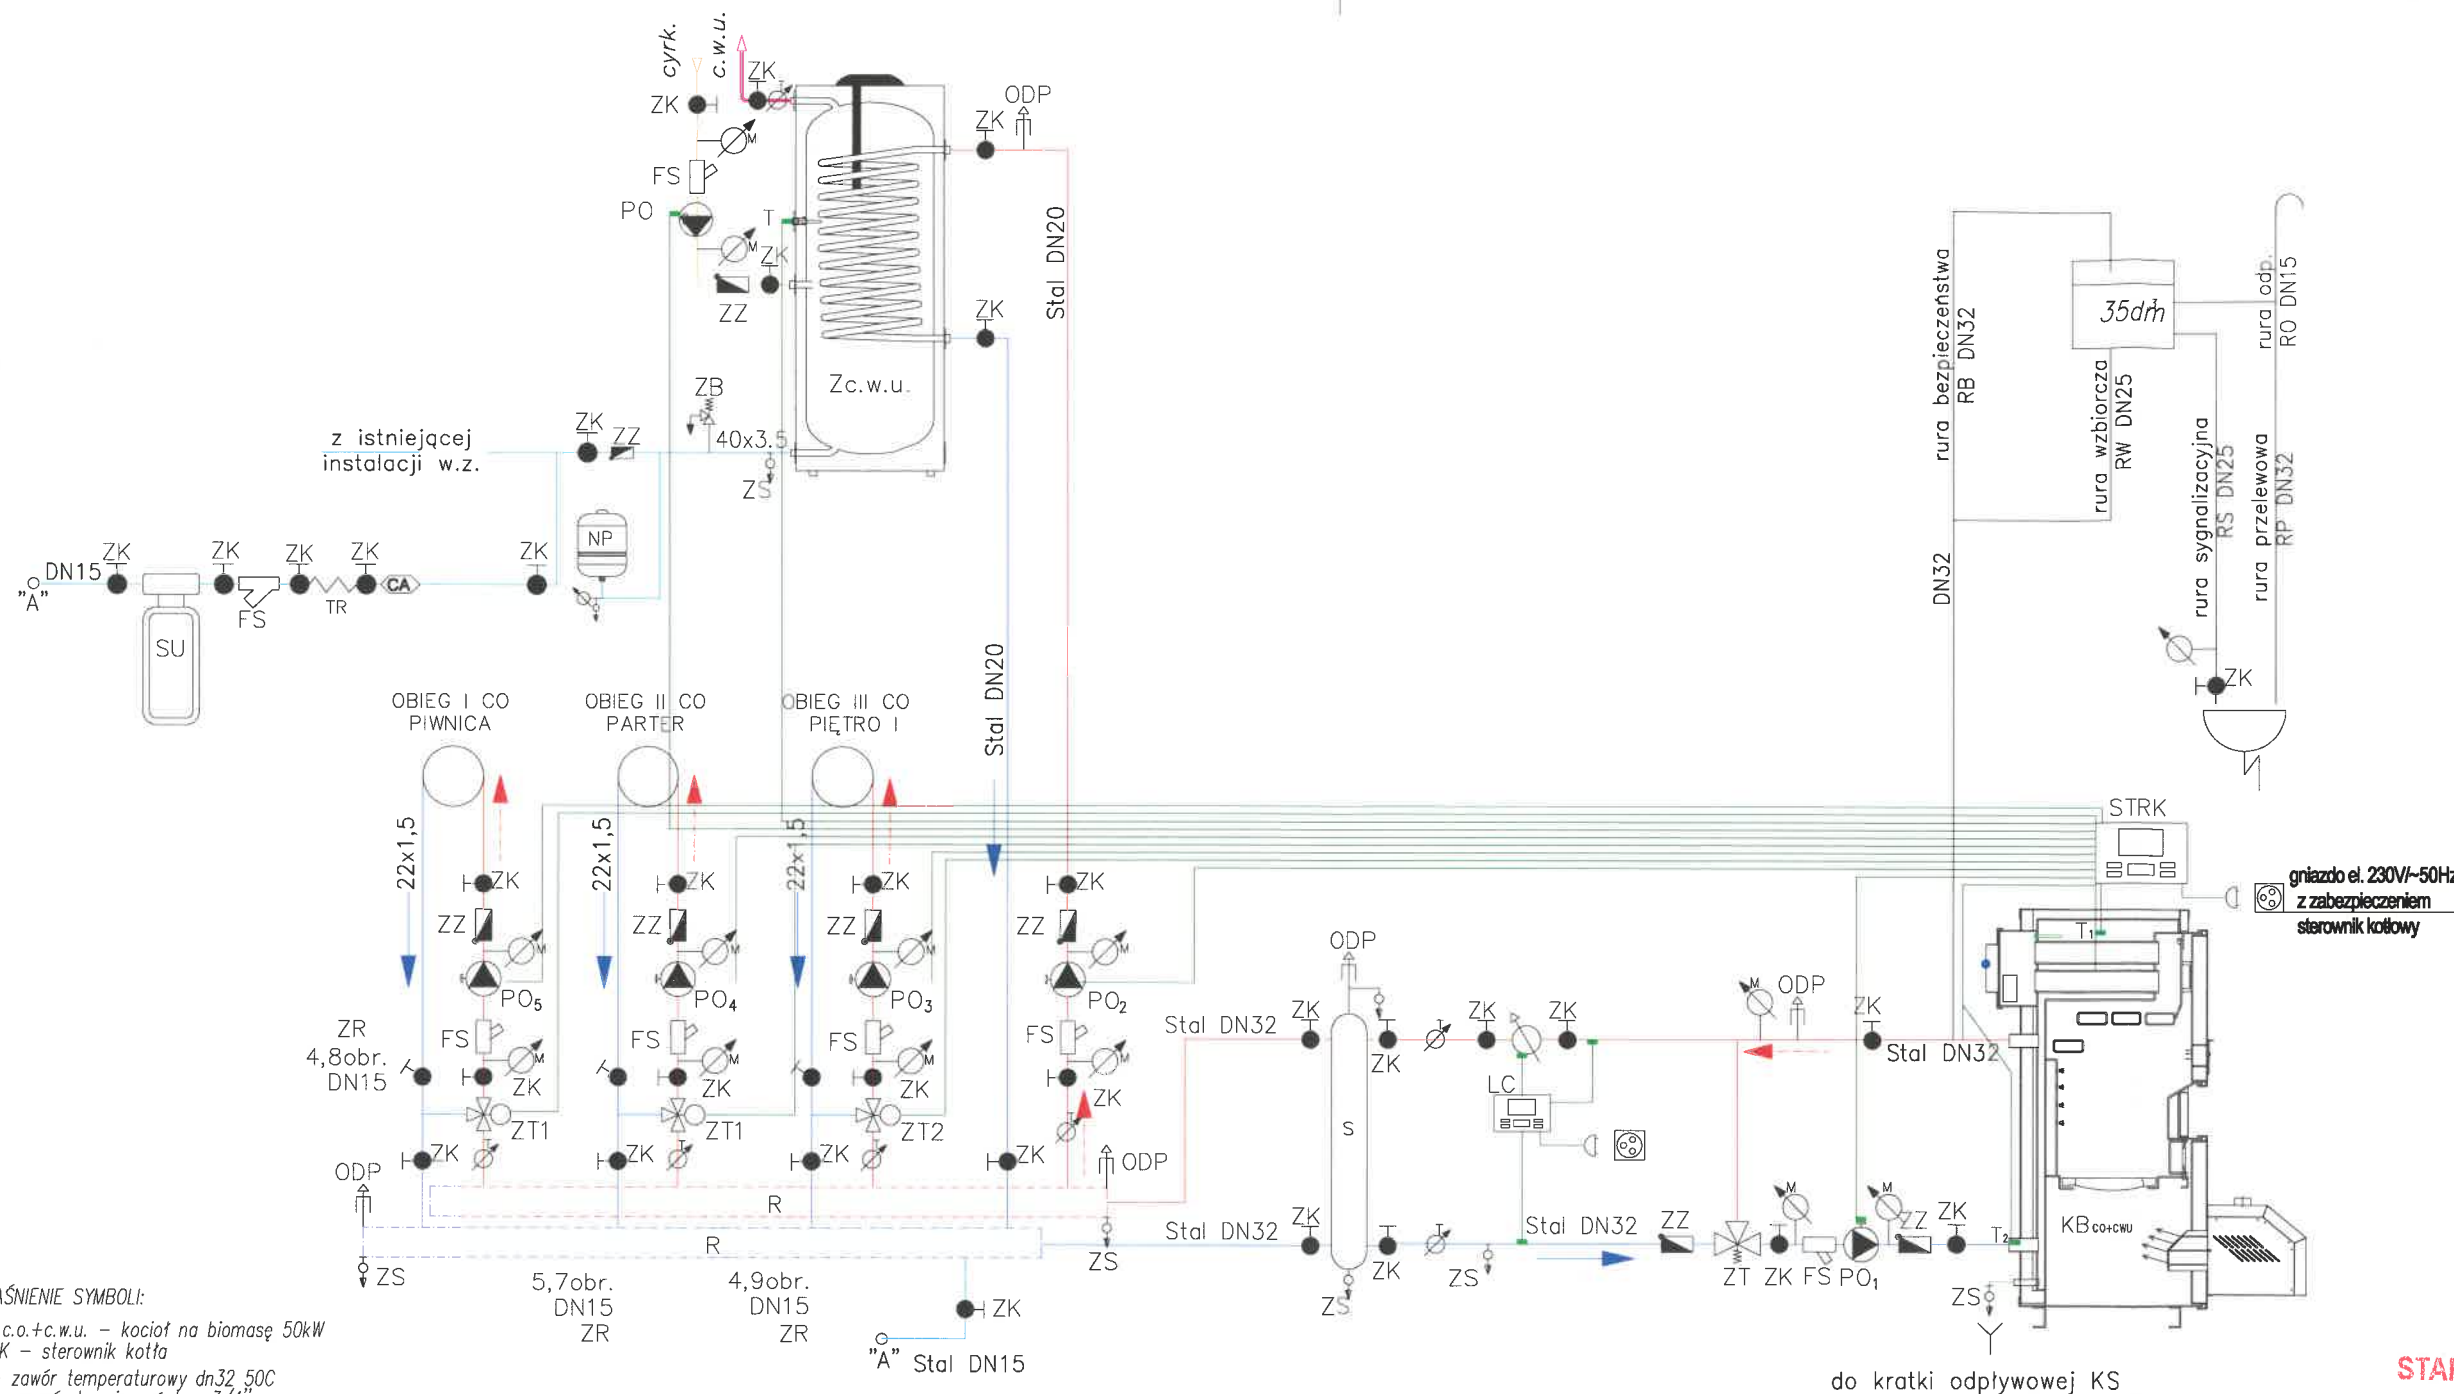 cyrk.
c.w.u.
ZK
ZK
M
FS
PO
T
M
ZK
ZZ
ZK
ODP
Stal DN20
ZK
Zc.w.u.
ZB
40x3.5
ZS
z istniejącej
instalacji w.z.
ZK
ZZ
NP
"A"
DN15
ZK
SU
ZK
FS
ZK
TR
ZK
CA
ZK
rura bezpieczeństwa
RB DN32
35dm³
rura wzbiorcza
RW DN25
rura sygnalizacyjna
RS DN25
rura odp.
RO DN15
rura przelewowa
RP DN32
DN32
ZK
OBIEG I CO
PIWNICA
OBIEG II CO
PARTER
OBIEG III CO
PIĘTRO I
Stal DN20
22x1,5
22x1,5
22x1,5
ZK
ZK
ZK
ZK
ZZ
ZZ
ZZ
ZZ
M
M
M
M
PO5
PO4
PO3
PO2
FS
FS
FS
FS
M
M
M
M
ZR
4,8obr.
DN15
ZK
ZK
ZK
ZK
ZT1
ZT1
ZT2
ZK
ZK
ZK
ZK
ODP
ODP
R
R
ZS
ZS
5,7obr.
DN15
ZR
4,9obr.
DN15
ZR
ZK
"A"
Stal DN15
STRK
gniazdo el. 230V/~50Hz
z zabezpieczeniem
sterownik kotłowy
T1
ODP
Stal DN32
ZK
ZK
ZK
ZK
M
ODP
ZK
Stal DN32
LC
S
Stal DN32
ZK
ZK
ZS
ZS
Stal DN32
ZZ
ZT
M
ZK
FS
PO1
M
ZZ
ZK
T2
KB CO+CWU
ZS
do kratki odpływowej KS
AŚNIENIE SYMBOLI:
c.o.+c.w.u. – kocioł na biomasę 50kW
K – sterownik kotła
zawór temperaturowy dn32 50C